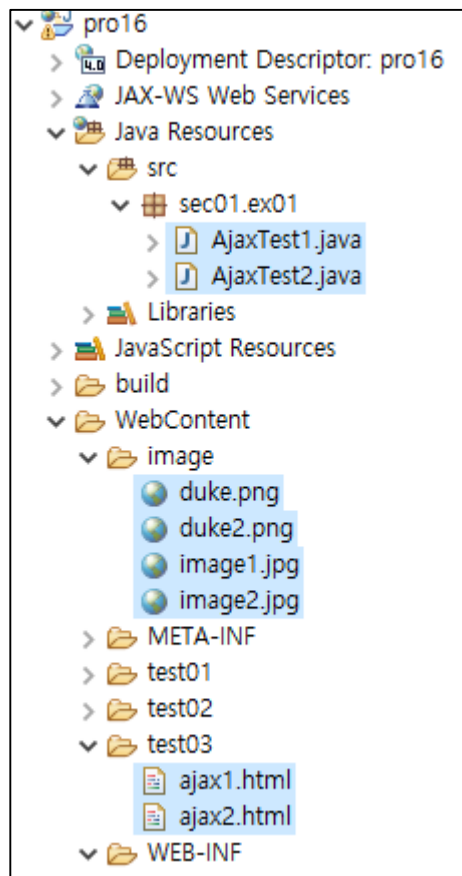 pro16
4.0 Deployment Descriptor: pro16
JAX-WS Web Services
Java Resources
src
sec01.ex01
J AjaxTest1.java
J AjaxTest2.java
Libraries
JavaScript Resources
build
WebContent
image
duke.png
duke2.png
image1.jpg
image2.jpg
META-INF
test01
test02
test03
ajax1.html
ajax2.html
WEB-INF